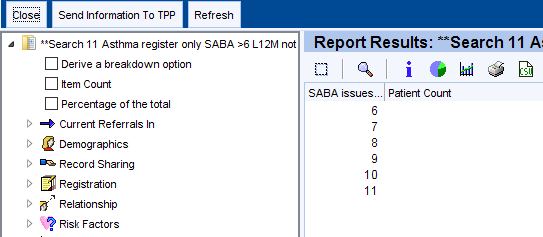 Close Send Information To TPP Refresh
**Search 11 Asthma register only SABA >6 L12M not
Derive a breakdown option
Item Count
Percentage of the total
Current Referrals In
Demographics
Record Sharing
Registration
Relationship
Risk Factors
Report Results: **Search 11 A
SABA issues... Patient Count
6
7
8
9
10
11